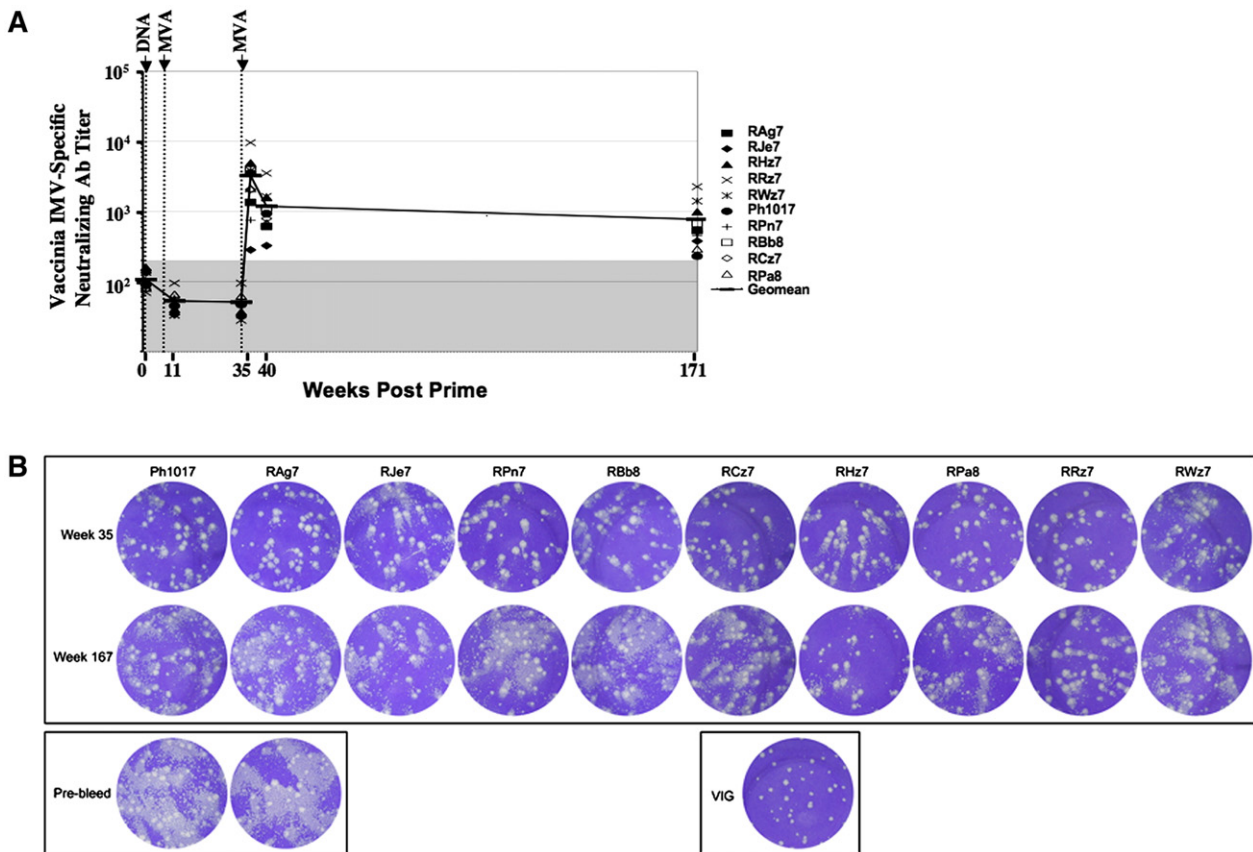 A
DNA
MVA
MVA
10⁵
10⁴
10³
10²
Vaccinia IMV-Specific
Neutralizing Ab Titer
0
11
35
40
171
Weeks Post Prime
RAg7
RJe7
RHz7
RRz7
RWz7
Ph1017
RPn7
RBb8
RCz7
RPa8
Geomean
B
Ph1017 RAg7 RJe7 RPn7 RBb8 RCz7 RHz7 RPa8 RRz7 RWz7
Week 35
Week 167
Pre-bleed
VIG